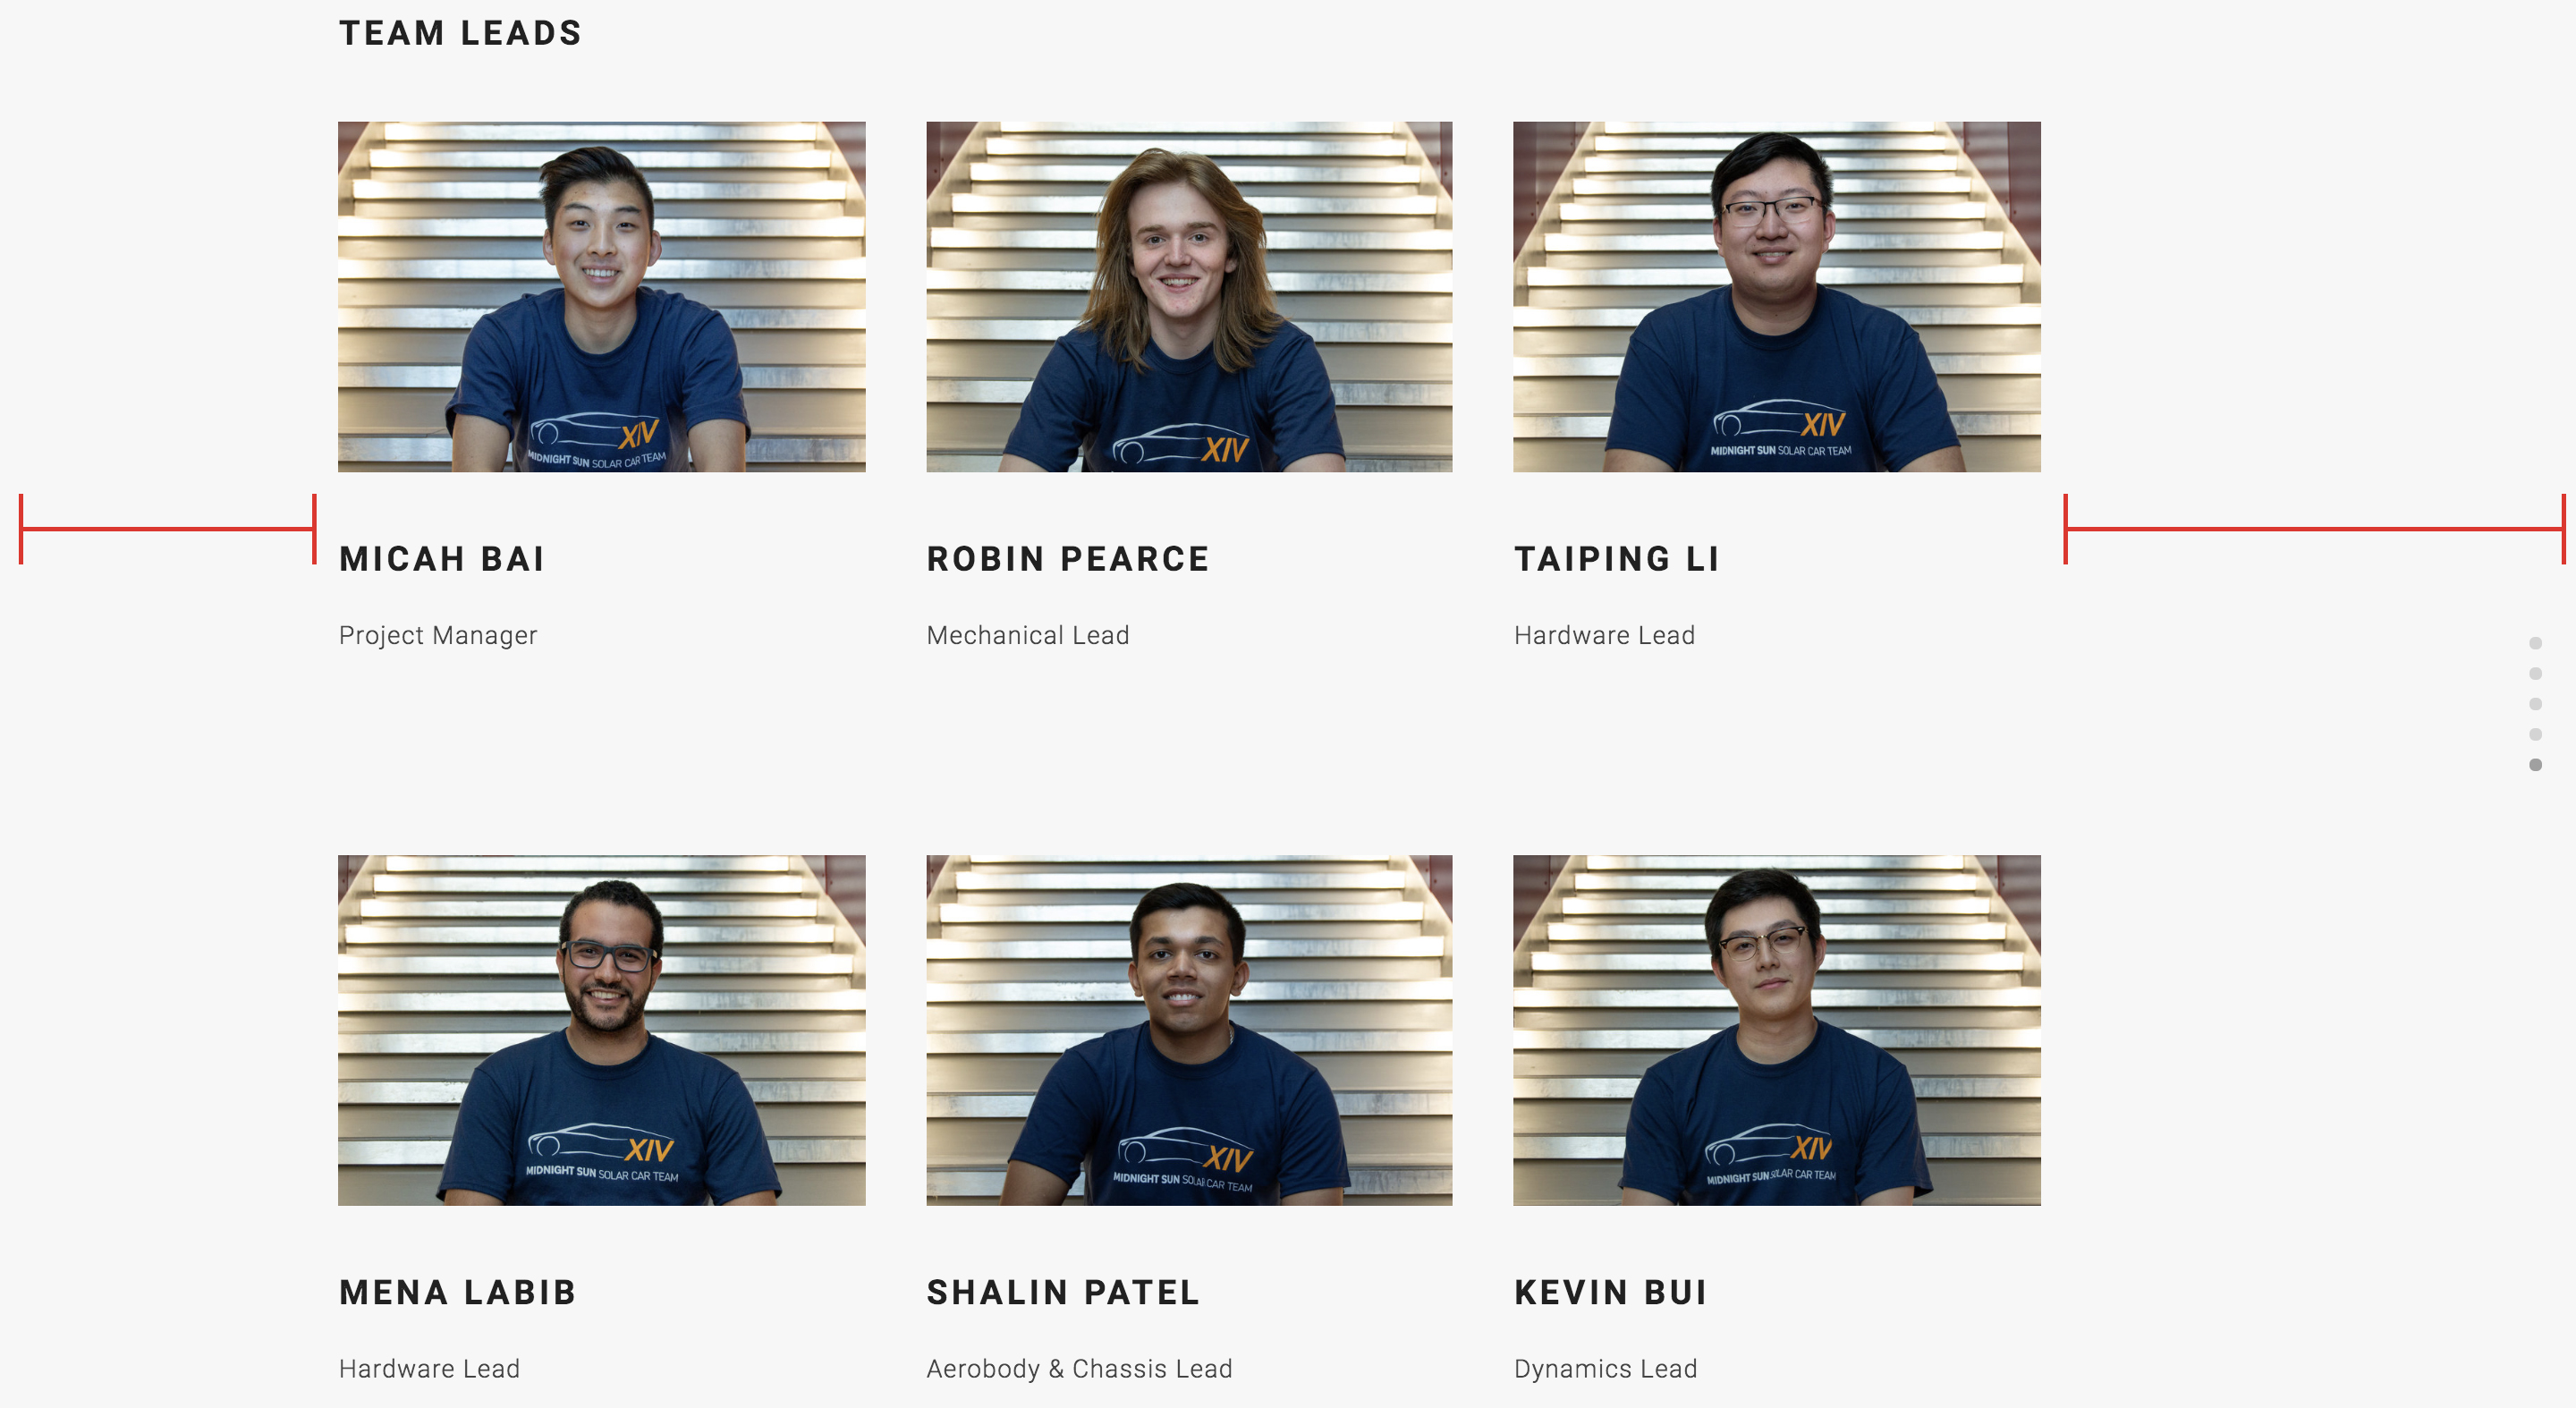 TEAM LEADS
XIV
MIDNIGHT SUN SOLAR CAR TEAM
XIV
XIV
MIDNIGHT SUN SOLAR CAR TEAM
MICAH BAI
ROBIN PEARCE
TAIPING LI
Project Manager
Mechanical Lead
Hardware Lead
XIV
MIDNIGHT SUN SOLAR CAR TEAM
XIV
MIDNIGHT SUN SOLAR CAR TEAM
XIV
MIDNIGHT SUN SOLAR CAR TEAM
MENA LABIB
SHALIN PATEL
KEVIN BUI
Hardware Lead
Aerobody & Chassis Lead
Dynamics Lead